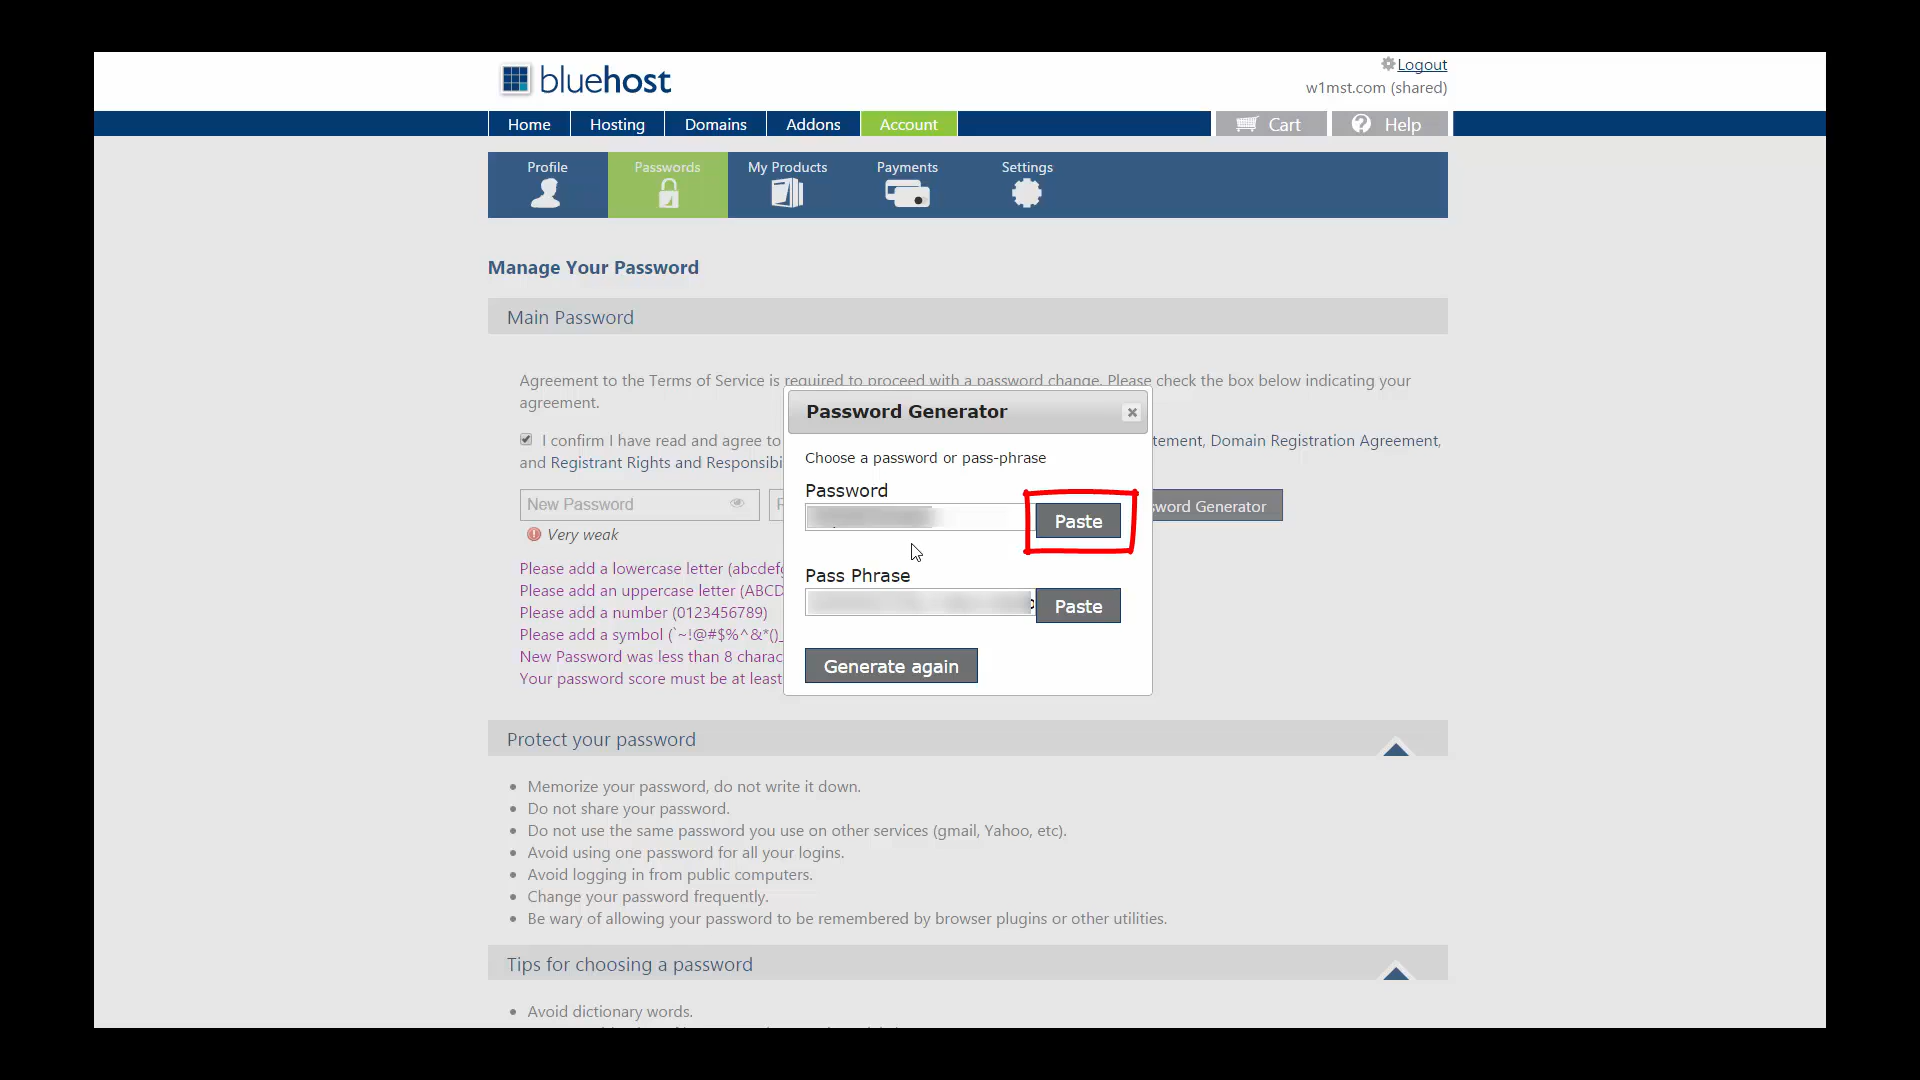 bluehost
Logout
w1mst.com (shared)
Home Hosting Domains Addons Account Cart Help
Profile Passwords My Products Payments Settings
Manage Your Password
Main Password
Agreement to the Terms of Service is required to proceed with a password change. Please check the box below indicating your
agreement.
I confirm I have read and agree to tement, Domain Registration Agreement,
and Registrant Rights and Responsibi
New Password
Very weak
Please add a lowercase letter (abcdefg
Please add an uppercase letter (ABCD
Please add a number (0123456789)
Please add a symbol (`~!@#$%^&*()_
New Password was less than 8 charac
Your password score must be at least
Password Generator
Choose a password or pass-phrase
Password
Paste
Pass Phrase
Paste
Generate again
sword Generator
Protect your password
Memorize your password, do not write it down.
Do not share your password.
Do not use the same password you use on other services (gmail, Yahoo, etc).
Avoid using one password for all your logins.
Avoid logging in from public computers.
Change your password frequently.
Be wary of allowing your password to be remembered by browser plugins or other utilities.
Tips for choosing a password
Avoid dictionary words.